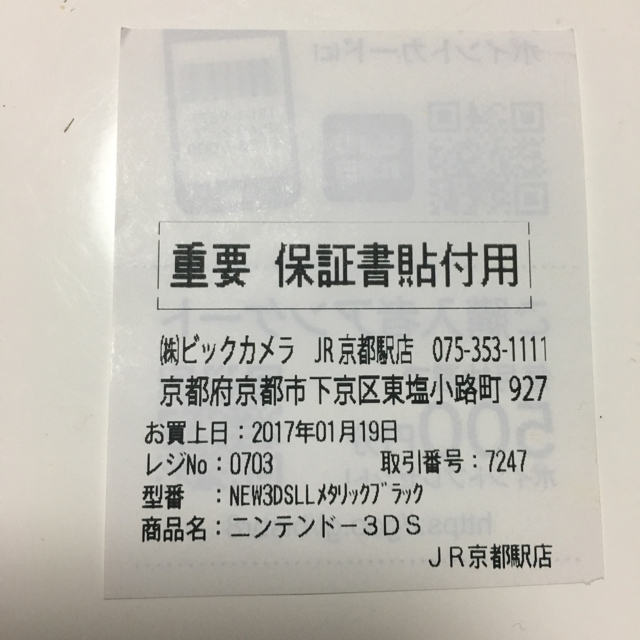 重要 保証書貼付用
㈱ビックカメラ JR京都駅店 075-353-1111
京都府京都市下京区東塩小路町927
お買上日：2017年01月19日
レジNo：0703 取引番号：7247
型番 ：NEW3DSLLﾒﾀﾘｯｸﾌﾞﾗｯｸ
商品名：ニンテンドー3DS
JR京都駅店